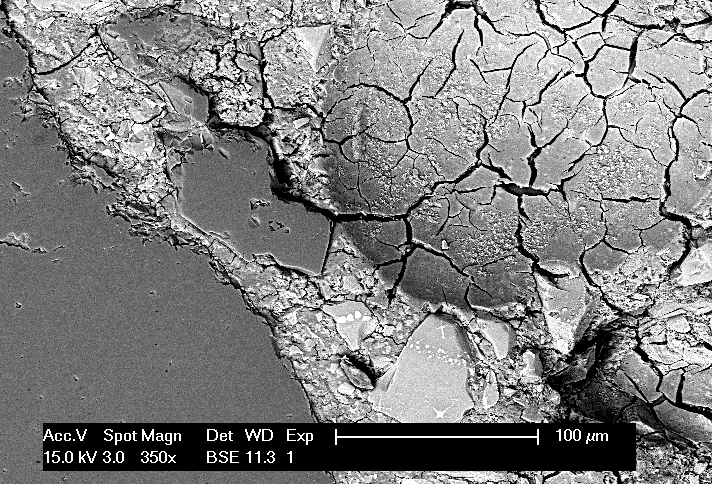 Acc.V Spot Magn Det WD Exp 100 µm
15.0 kV 3.0 350x BSE 11.3 1